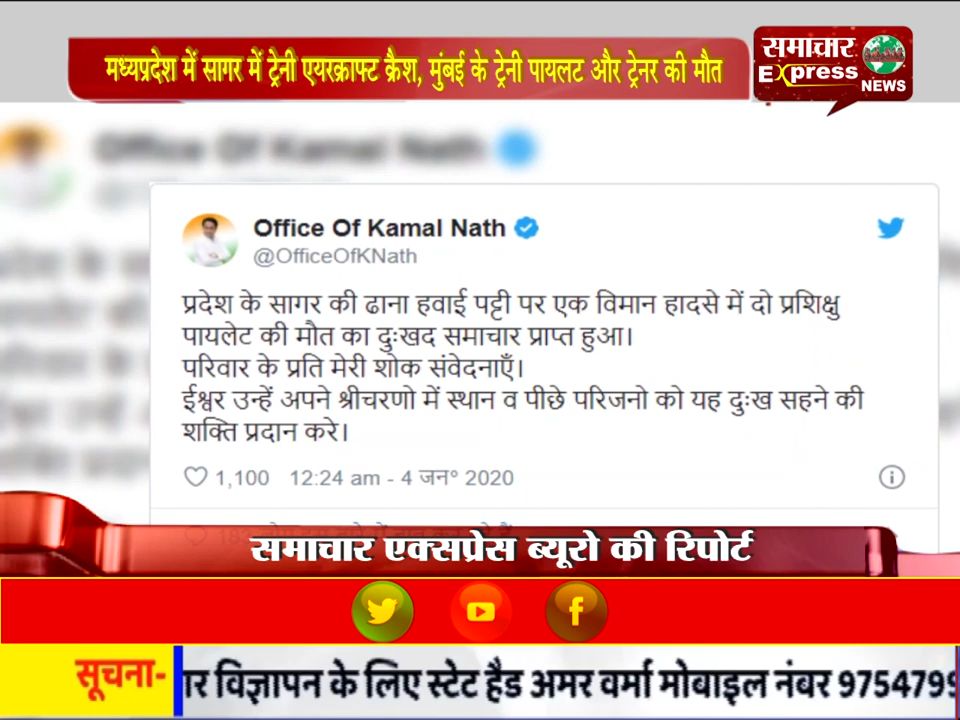 मध्यप्रदेश में सागर में ट्रेनी एयरक्राफ्ट क्रैश, मुंबई के ट्रेनी पायलट और ट्रेनर की मौत
समाचार
Express
NEWS
Office Of Kamal Nath
Office Of Kamal Nath
@OfficeOfKNath
प्रदेश के सागर की ढाना हवाई पट्टी पर एक विमान हादसे में दो प्रशिक्षु
पायलेट की मौत का दुःखद समाचार प्राप्त हुआ।
परिवार के प्रति मेरी शोक संवेदनाएँ।
ईश्वर उन्हें अपने श्रीचरणो में स्थान व पीछे परिजनो को यह दुःख सहने की
शक्ति प्रदान करे।
1,100 12:24 am - 4 जन॰ 2020
समाचार एक्सप्रेस ब्यूरो की रिपोर्ट
सूचना-
विज्ञापन के लिए स्टेट हैड अमर वर्मा मोबाइल नंबर 975479